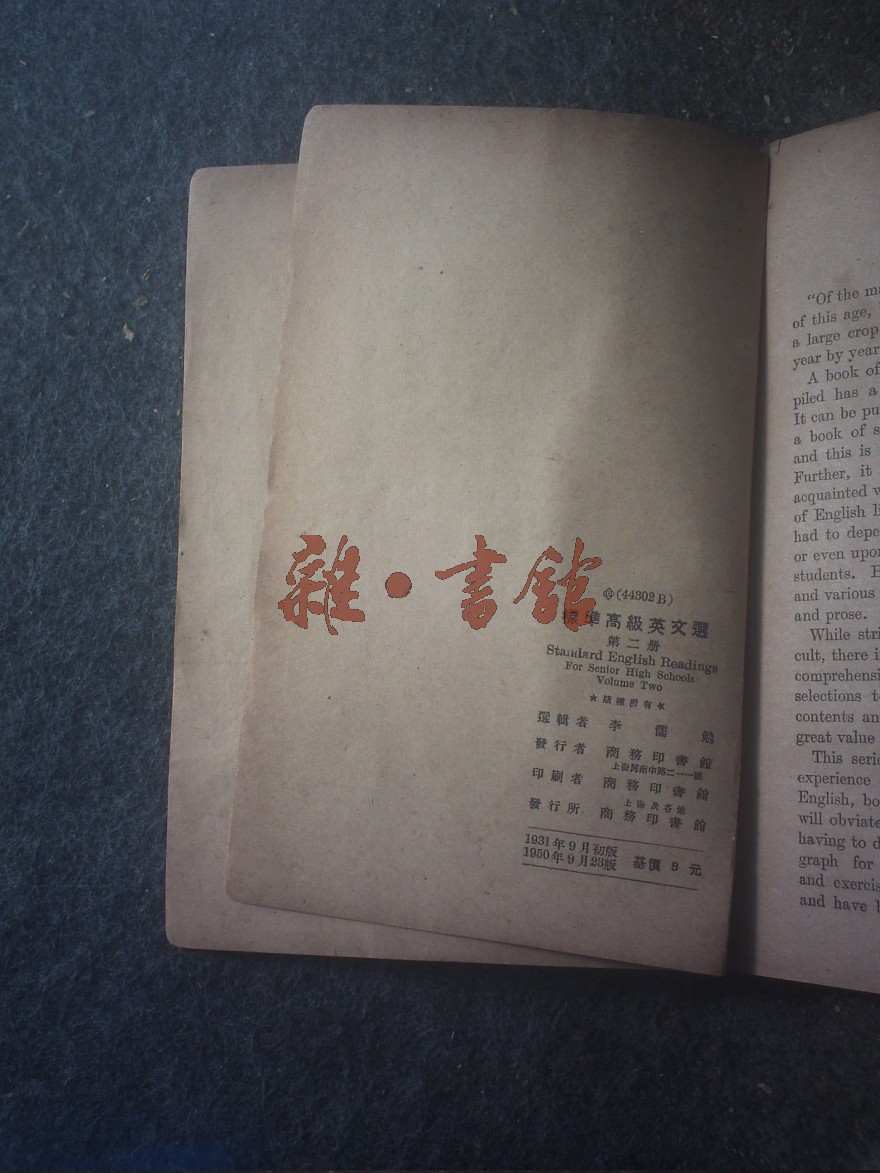 雜·書館
(44302 B)
標準高級英文選
第二册
Standard English Readings
For Senior High Schools
Volume Two
★版權所有★
選輯者 李儒勉
發行者 商務印書館
上海河南中路二一一號
印刷者 商務印書館
上海及各地
發行所 商務印書館
1931年9月初版
1950年9月23版
基價 9 元
"Of the ma
of this age,
a large crop
year by year
A book of
piled has a
It can be pu
a book of s
and this is
Further, it
acquainted w
of English li
had to depe
or even upon
students. H
and various
and prose.
While stri
cult, there i
comprehensi
selections t
contents an
great value
This serie
experience
English, bo
will obviate
having to d
graph for
and exercis
and have b